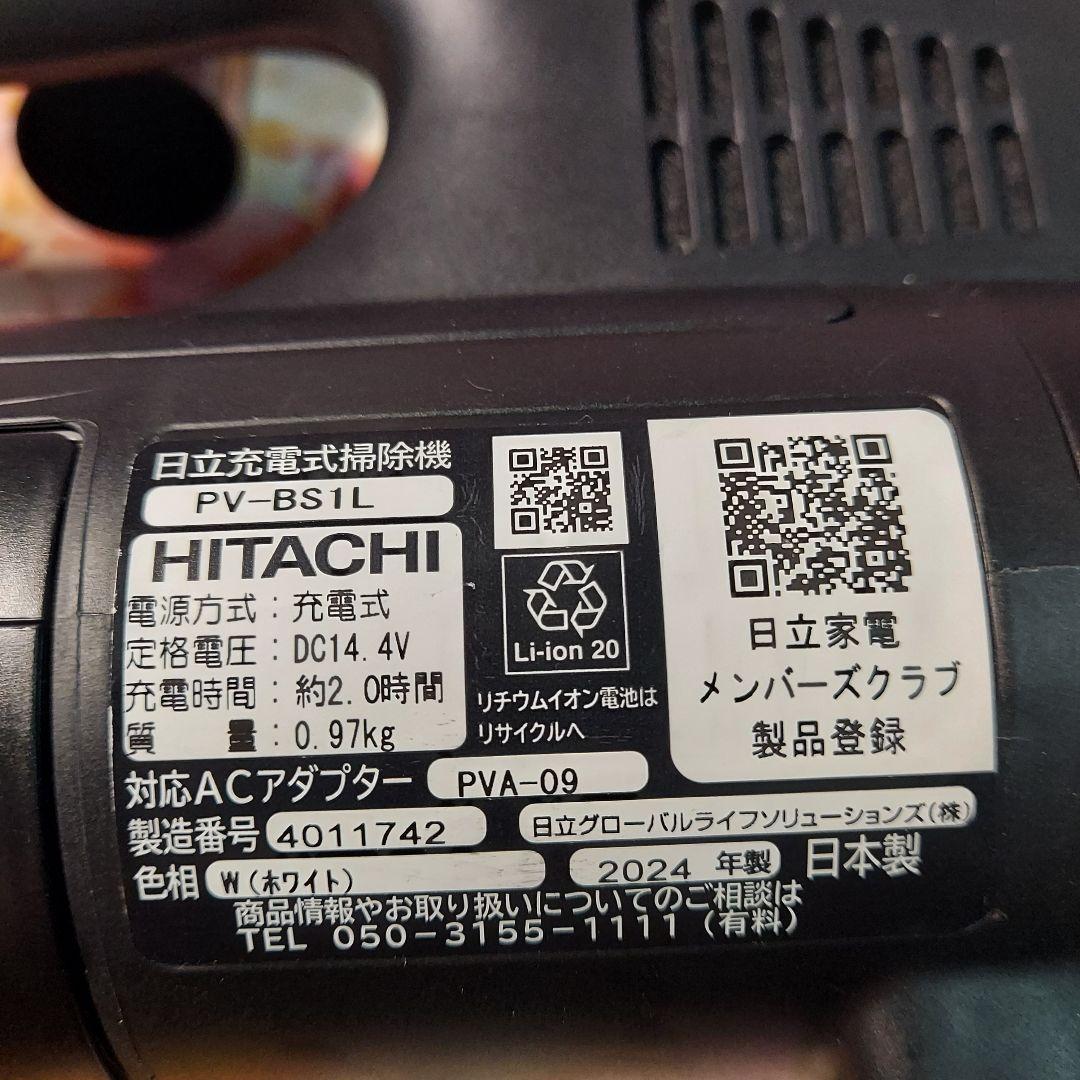 日立充電式掃除機
PV-BS1L
HITACHI
電源方式：充電式
定格電圧：DC14.4V
充電時間：約2.0時間
質　　量：0.97kg
Li-ion 20
リチウムイオン電池は
リサイクルへ
日立家電
メンバーズクラブ
製品登録
対応ACアダプター PVA-09
製造番号 4011742 日立グローバルライフソリューションズ(株)
色相 W(ホワイト) 2024 年製 日本製
商品情報やお取り扱いについてのご相談は
TEL 050-3155-1111 (有料)